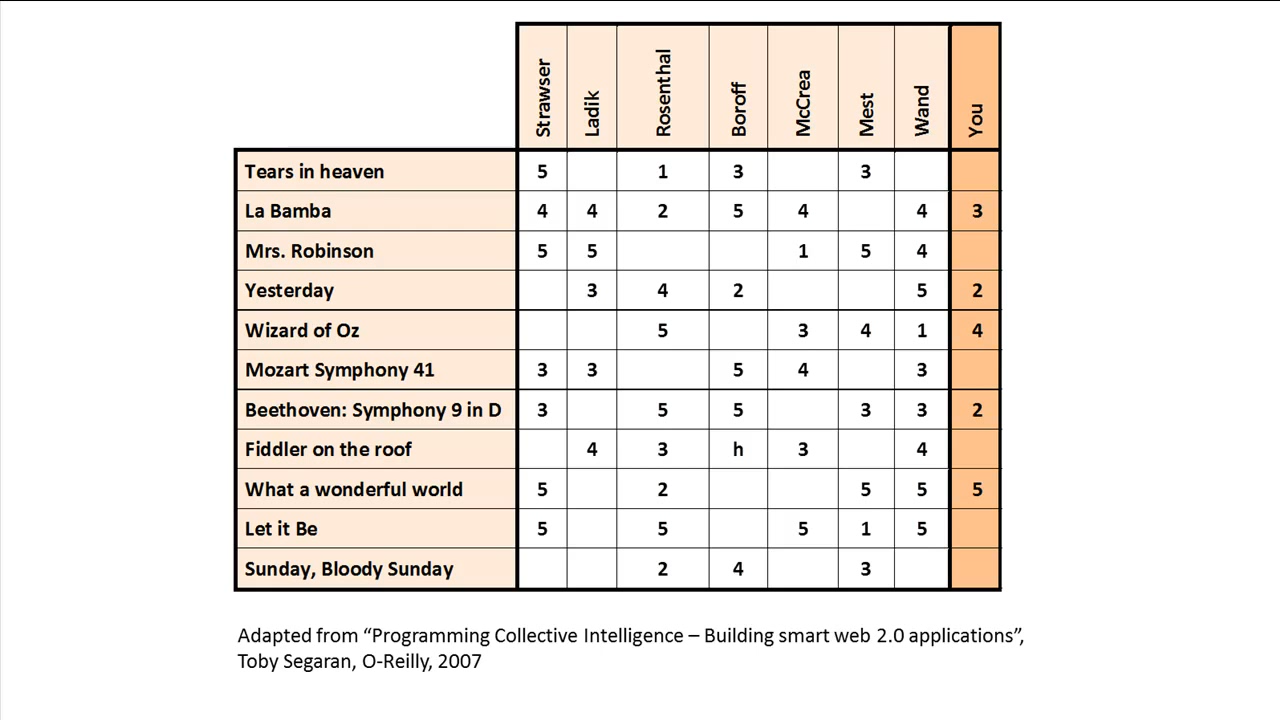 Strawser Ladik Rosenthal Boroff McCrea Mest Wand You
Tears in heaven 5 1 3 3
La Bamba 4 4 2 5 4 4 3
Mrs. Robinson 5 5 1 5 4
Yesterday 3 4 2 5 2
Wizard of Oz 5 3 4 1 4
Mozart Symphony 41 3 3 5 4 3
Beethoven: Symphony 9 in D 3 5 5 3 3 2
Fiddler on the roof 4 3 h 3 4
What a wonderful world 5 2 5 5 5
Let it Be 5 5 5 1 5
Sunday, Bloody Sunday 2 4 3
Adapted from “Programming Collective Intelligence – Building smart web 2.0 applications”,
Toby Segaran, O-Reilly, 2007